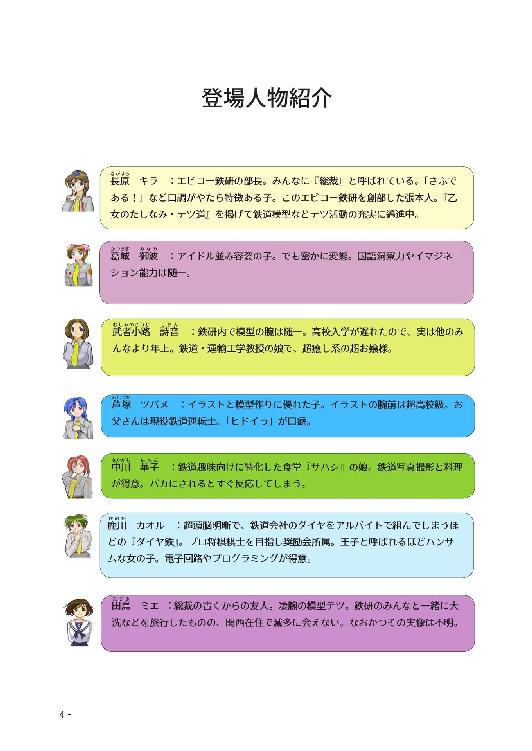 登場人物紹介
長原 キラ :エビコー鉄研の部長。みんなに『総裁』と呼ばれている。「さふで
ある!」など口調がやたら特徴ある子。このエビコー鉄研を創部した張本人。『乙
女のたしなみ・テツ道』を掲げて鉄道模型などテツ活動の充実に邁進中。
葛城 御波 :アイドル並み容姿の子。でも密かに変態。国語洞察力やイマジネ
ーション能力は随一。
武者小路 詩音 :鉄研内で模型の腕は随一。高校入学が遅れたので、実は他のみ
んなより年上。鉄道・運輸工学教授の娘で、超癒し系の超お嬢様。
芦塚 ツバメ :イラストと模型作りに優れた子。イラストの腕前は超高校級。お
父さんは現役鉄道運転士。「ヒドイっ」が口癖。
中川 華子 :鉄道趣味向けに特化した食堂『サハシ』の娘。鉄道写真撮影と料理
が得意。バカにされるとすぐ反応してしまう。
鹿川 カオル :超頭脳明晰で、鉄道会社のダイヤをアルバイトで組んでしまうほ
どの『ダイヤ鉄』。プロ将棋棋士を目指し奨励会所属。王子と呼ばれるほどハンサ
ムな女の子。電子回路やプログラミングが得意。
田島 ミエ :総裁の古くからの友人。凄腕の模型テツ。鉄研のみんなと一緒に大
洗などを旅行したものの、関西在住で滅多に会えない。なおかつその実像は不明。
4 -